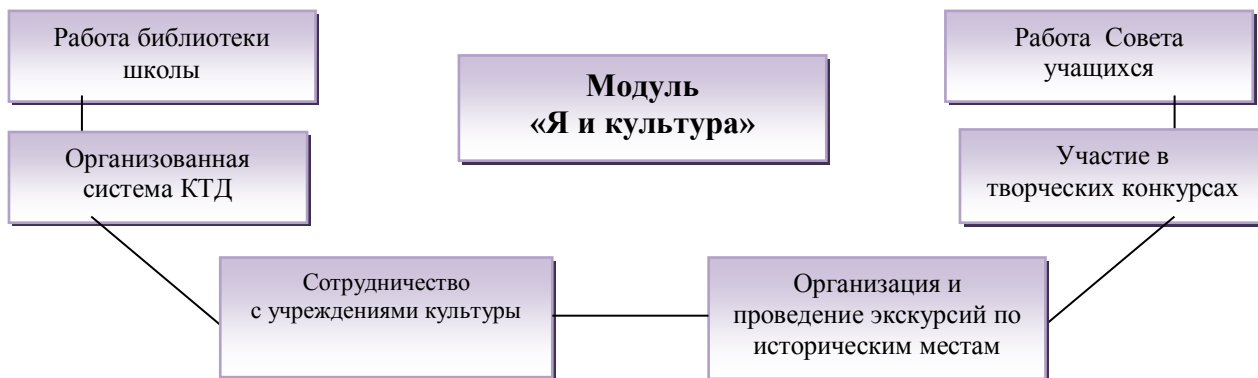 Работа библиотеки
школы
Модуль
«Я и культура»
Работа Совета
учащихся
Организованная
система КТД
Участие в
творческих конкурсах
Сотрудничество
с учреждениями культуры
Организация и
проведение экскурсий по
историческим местам